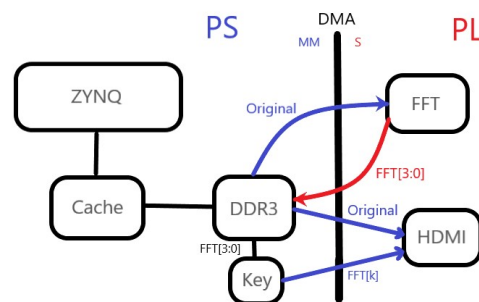 DMA
PS
PL
MM
S
ZYNQ
Original
FFT
FFT[3:0]
Cache
DDR3
Original
HDMI
FFT[3:0]
Key
FFT[k]